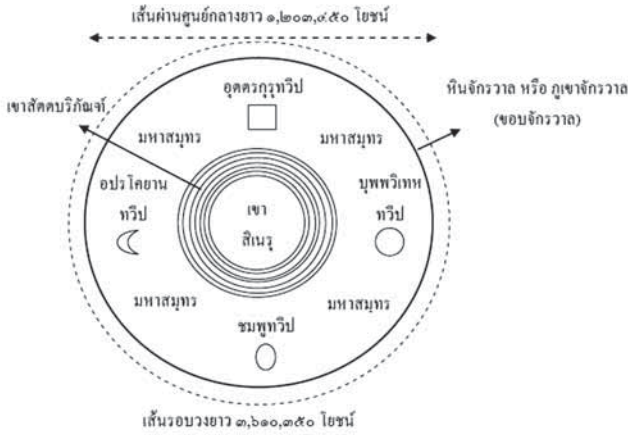 เส้นผ่านศูนย์กลางยาว ๑,๒๐๓,๔๕๐ โยชน์
อุตตรกุรุทวีป
หินจักรวาล หรือ ภูเขาจักรวาล
(ขอบจักรวาล)
เขาสัตตบริภัณฑ์
มหาสมุทร
มหาสมุทร
อปรโคยาน
ทวีป
บุพพวิเทห
ทวีป
เขา
สิเนรุ
มหาสมุทร
มหาสมุทร
ชมพูทวีป
เส้นรอบวงยาว ๓,๖๑๐,๓๕๐ โยชน์